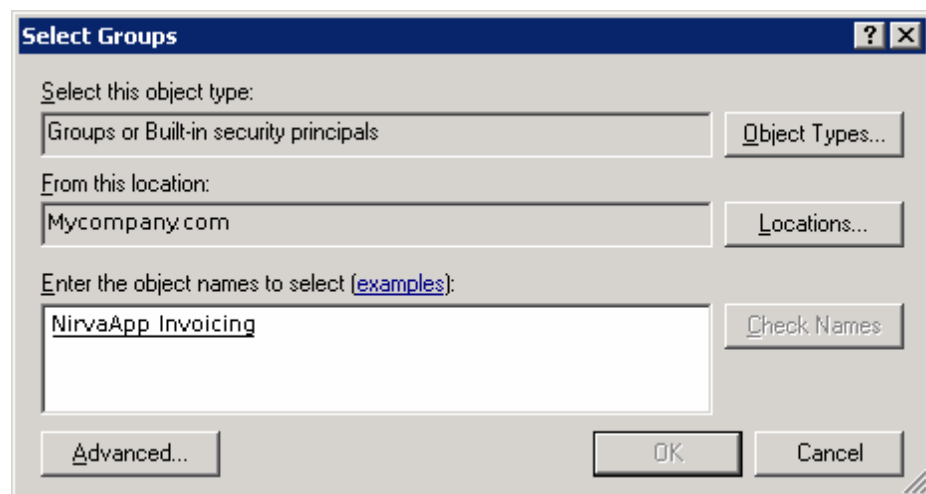 Select Groups
Select this object type:
Groups or Built-in security principals
Object Types...
From this location:
Mycompany.com
Locations...
Enter the object names to select (examples):
NirvaApp Invoicing
Check Names
Advanced...
OK
Cancel